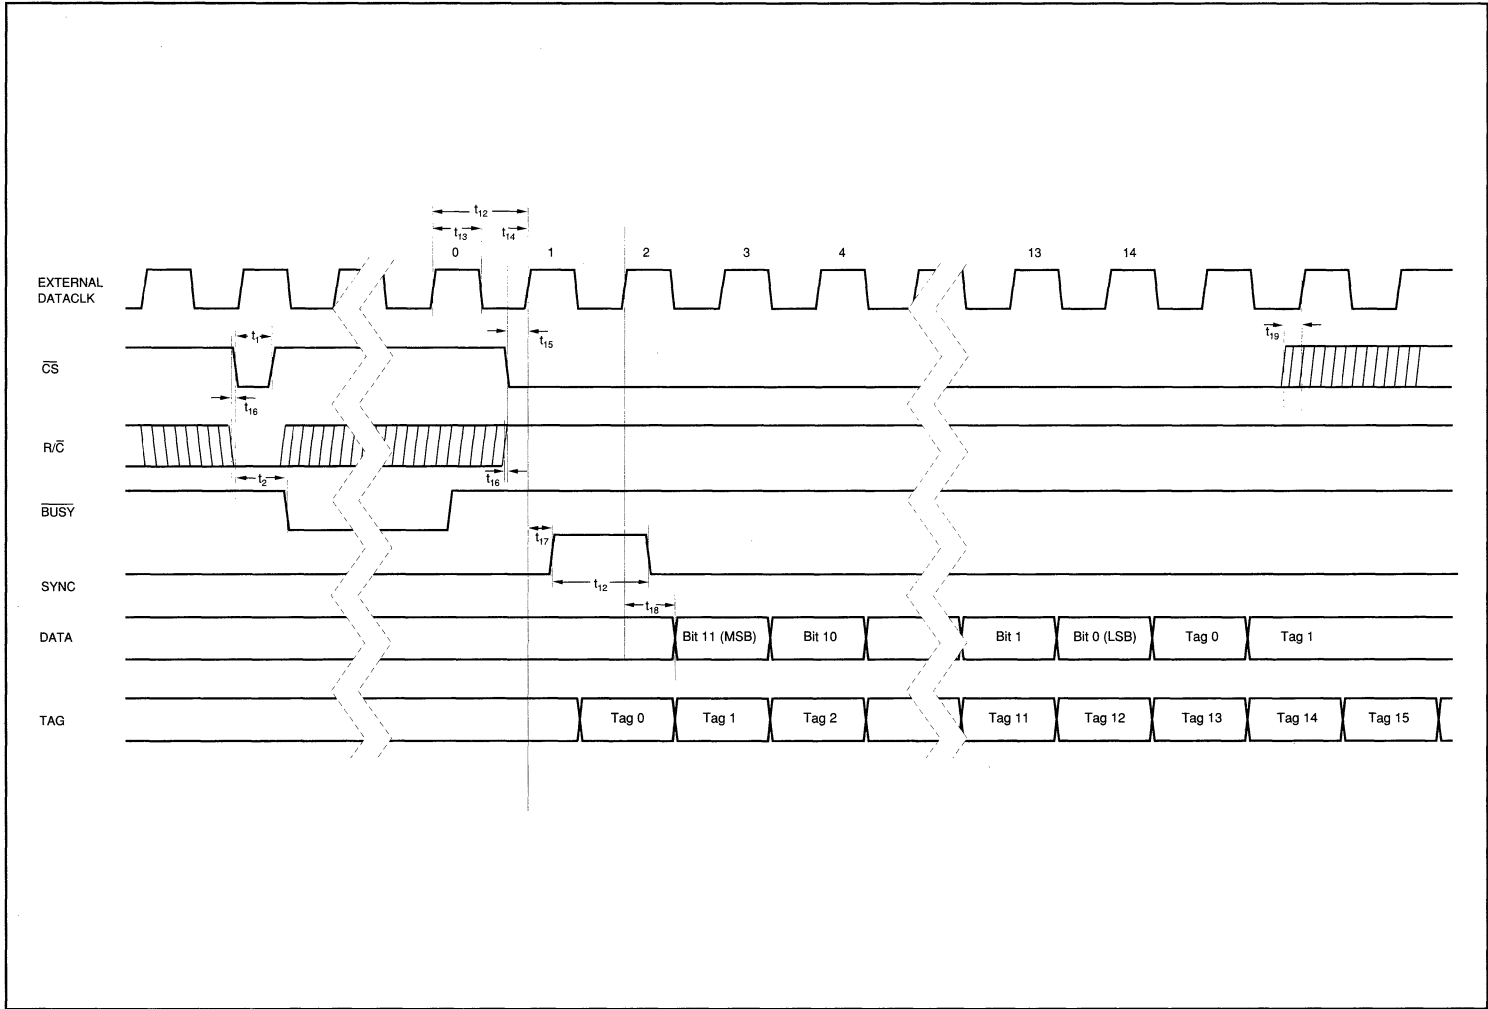 t12
t13 t14
0 1 2 3 4 13 14
EXTERNAL
DATACLK
t15
t19
t1
C̅S̅
t16
R/C̅
t2
t16
B̅U̅S̅Y̅
t17
SYNC
t12
t18
DATA
Bit 11 (MSB) Bit 10 Bit 1 Bit 0 (LSB) Tag 0 Tag 1
TAG
Tag 0 Tag 1 Tag 2 Tag 11 Tag 12 Tag 13 Tag 14 Tag 15